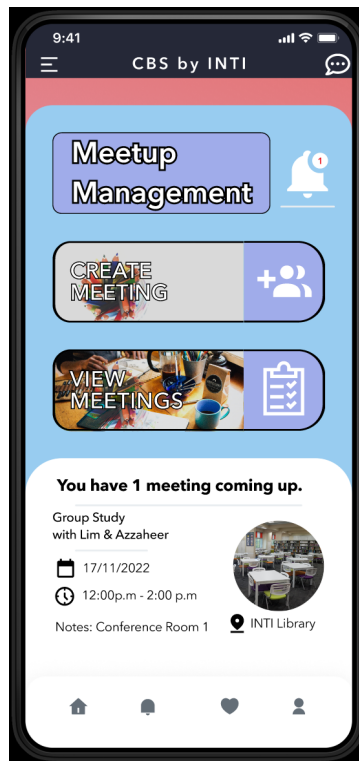 9:41
CBS by INTI
Meetup
Management
1
CREATE
MEETING
VIEW
MEETINGS
You have 1 meeting coming up.
Group Study
with Lim & Azzaheer
17/11/2022
12:00p.m - 2:00 p.m
Notes: Conference Room 1
INTI Library